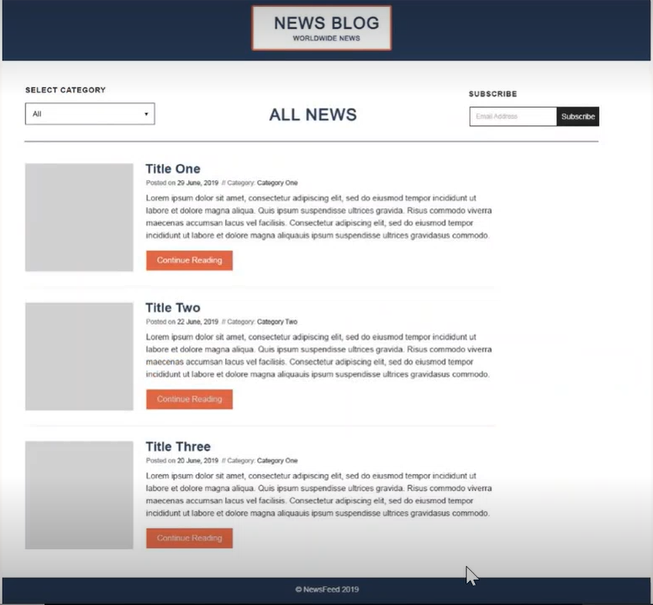 NEWS BLOG
WORLDWIDE NEWS
SELECT CATEGORY
All
ALL NEWS
SUBSCRIBE
Email Address
Subscribe
Title One
Posted on 29 June, 2019 // Category: Category One
Lorem ipsum dolor sit amet, consectetur adipiscing elit, sed do eiusmod tempor incididunt ut
labore et dolore magna aliqua. Quis ipsum suspendisse ultrices gravida. Risus commodo viverra
maecenas accumsan lacus vel facilisis. Consectetur adipiscing elit, sed do eiusmod tempor
incididunt ut labore et dolore magna aliquauis ipsum suspendisse ultrices gravidasus commodo.
Continue Reading
Title Two
Posted on 22 June, 2019 // Category: Category Two
Lorem ipsum dolor sit amet, consectetur adipiscing elit, sed do eiusmod tempor incididunt ut
labore et dolore magna aliqua. Quis ipsum suspendisse ultrices gravida. Risus commodo viverra
maecenas accumsan lacus vel facilisis. Consectetur adipiscing elit, sed do eiusmod tempor
incididunt ut labore et dolore magna aliquauis ipsum suspendisse ultrices gravidasus commodo.
Continue Reading
Title Three
Posted on 20 June, 2019 // Category: Category One
Lorem ipsum dolor sit amet, consectetur adipiscing elit, sed do eiusmod tempor incididunt ut
labore et dolore magna aliqua. Quis ipsum suspendisse ultrices gravida. Risus commodo viverra
maecenas accumsan lacus vel facilisis. Consectetur adipiscing elit, sed do eiusmod tempor
incididunt ut labore et dolore magna aliquauis ipsum suspendisse ultrices gravidasus commodo.
Continue Reading
© NewsFeed 2019